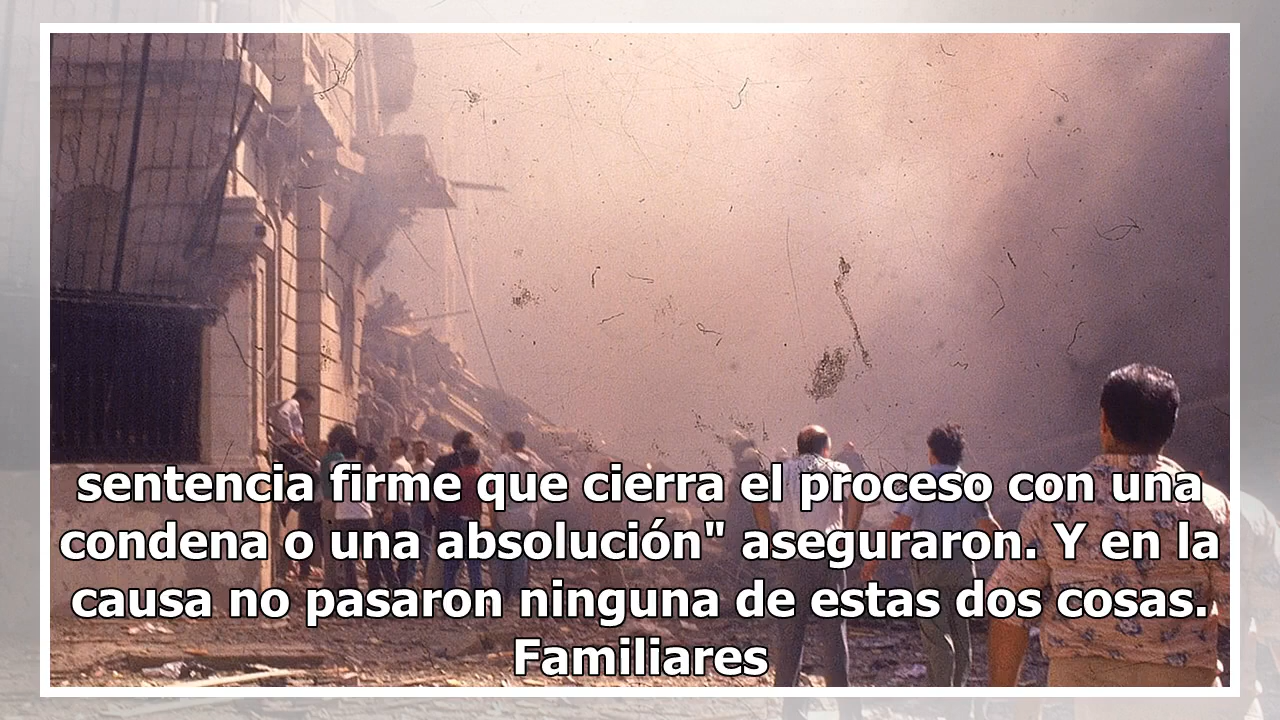 sentencia firme que cierra el proceso con una
condena o una absolución" aseguraron. Y en la
causa no pasaron ninguna de estas dos cosas.
Familiares